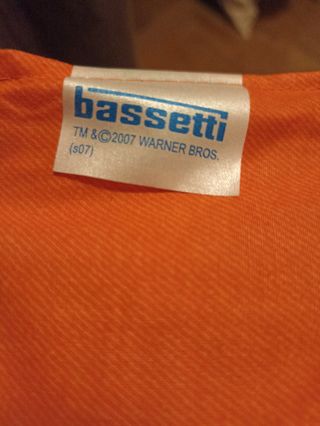 bassetti
TM &©2007 WARNER BROS.
(s07)